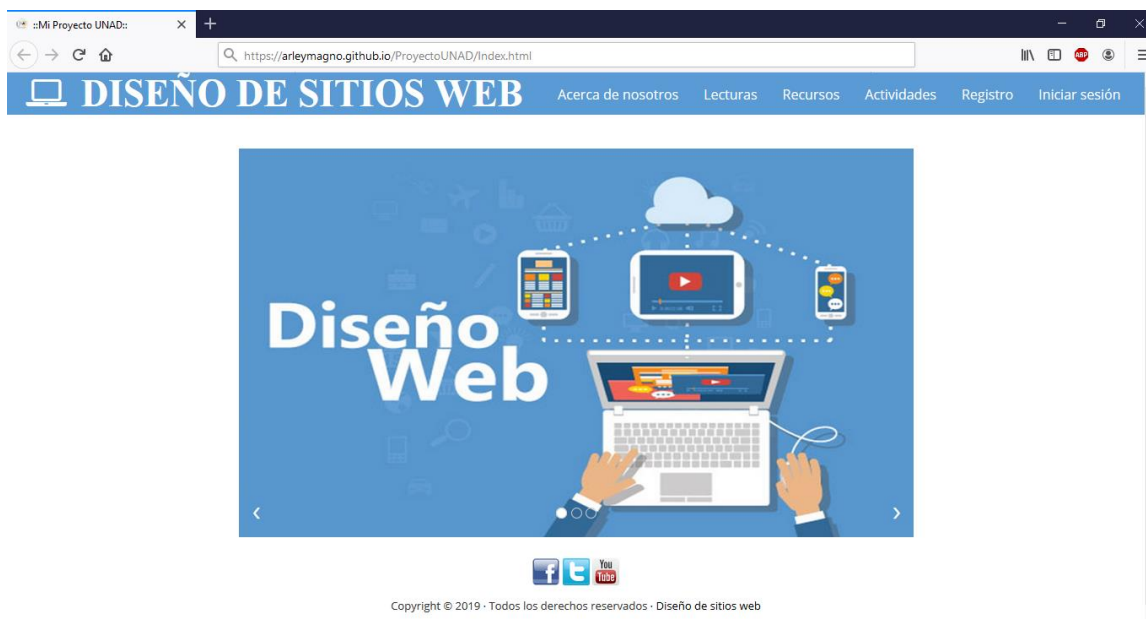 ::Mi Proyecto UNAD::
https://arleymagno.github.io/ProyectoUNAD/Index.html
ABP
DISEÑO DE SITIOS WEB
Acerca de nosotros Lecturas Recursos Actividades Registro Iniciar sesión
Diseño
Web
f t You
Tube
Copyright © 2019 · Todos los derechos reservados · Diseño de sitios web